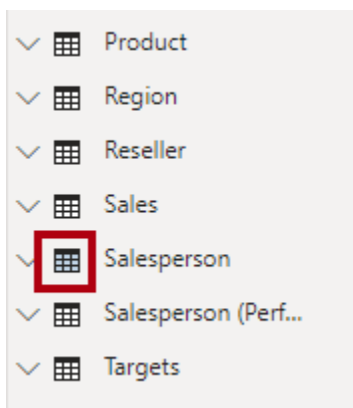 Product
Region
Reseller
Sales
Salesperson
Salesperson (Perf...
Targets